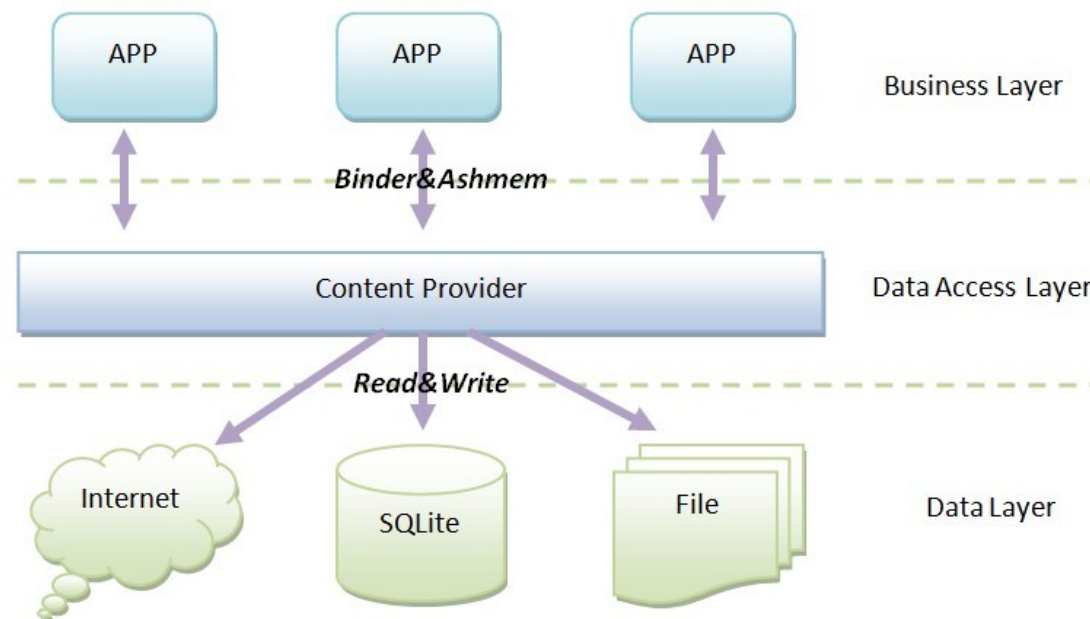 APP
APP
APP
Business Layer
Binder&Ashmem
Content Provider
Data Access Layer
Read&Write
Internet
SQLite
File
Data Layer